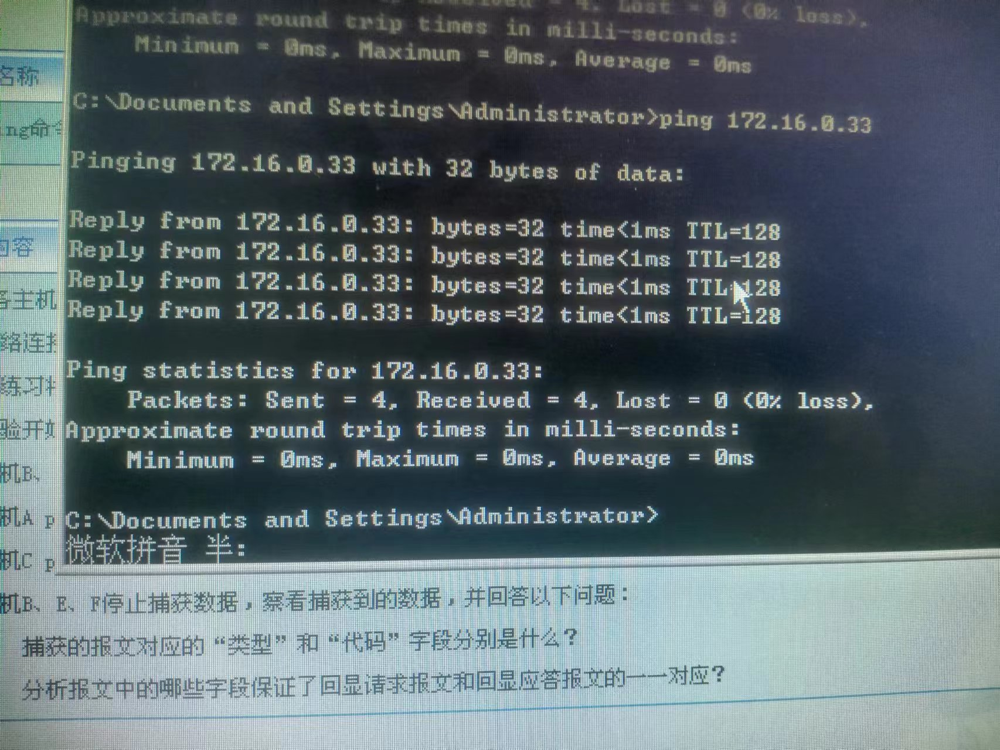 Received = 4, Lost = 0 (0% loss),
Approximate round trip times in milli-seconds:
Minimum = 0ms, Maximum = 0ms, Average = 0ms
名称
C:\Documents and Settings\Administrator>ping 172.16.0.33
ing命令
Pinging 172.16.0.33 with 32 bytes of data:
Reply from 172.16.0.33: bytes=32 time<1ms TTL=128
内容
Reply from 172.16.0.33: bytes=32 time<1ms TTL=128
Reply from 172.16.0.33: bytes=32 time<1ms TTL=128
主机
Reply from 172.16.0.33: bytes=32 time<1ms TTL=128
络连接
Ping statistics for 172.16.0.33:
练习
Packets: Sent = 4, Received = 4, Lost = 0 (0% loss),
验开始
Approximate round trip times in milli-seconds:
Minimum = 0ms, Maximum = 0ms, Average = 0ms
机B、
机A p
C:\Documents and Settings\Administrator>
微软拼音 半:
机C p
机B、E、F停止捕获数据，察看捕获到的数据，并回答以下问题：
捕获的报文对应的“类型”和“代码”字段分别是什么？
分析报文中的哪些字段保证了回显请求报文和回显应答报文的一一对应？